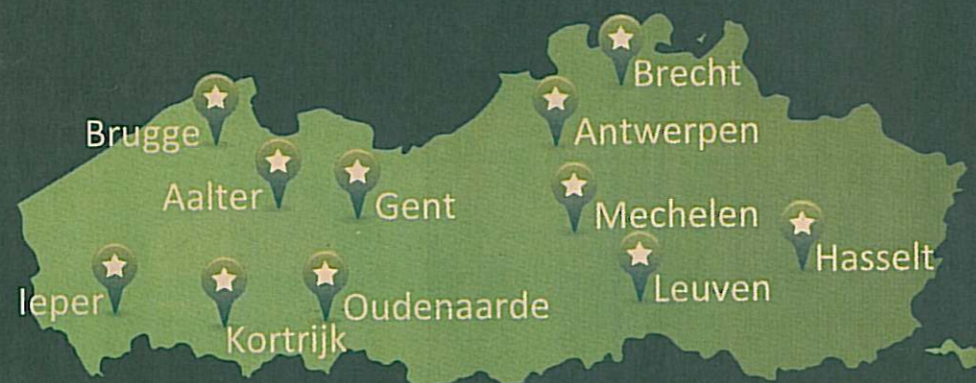 Brecht
Brugge
Antwerpen
Aalter
Gent
Mechelen
Hasselt
Ieper
Leuven
Oudenaarde
Kortrijk